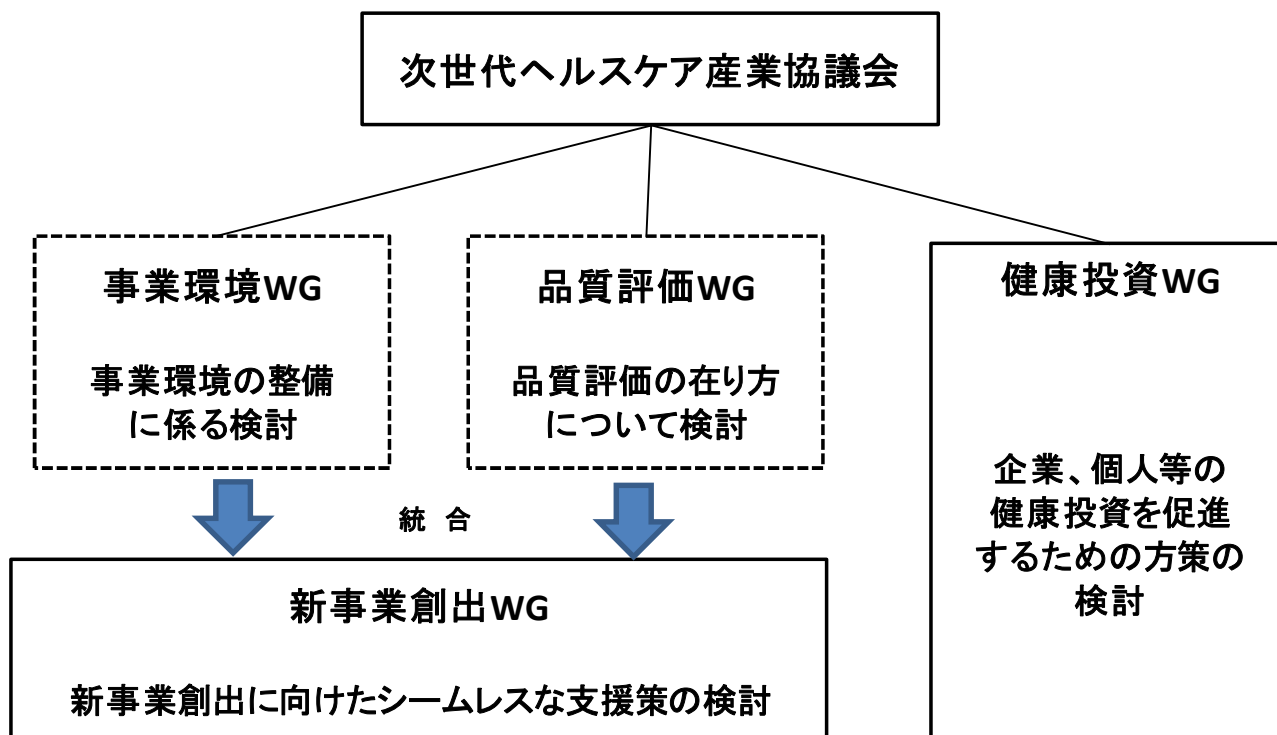 次世代ヘルスケア産業協議会
事業環境WG
事業環境の整備
に係る検討
品質評価WG
品質評価の在り方
について検討
健康投資WG
企業、個人等の
健康投資を促進
するための方策の
検討
統 合
新事業創出WG
新事業創出に向けたシームレスな支援策の検討